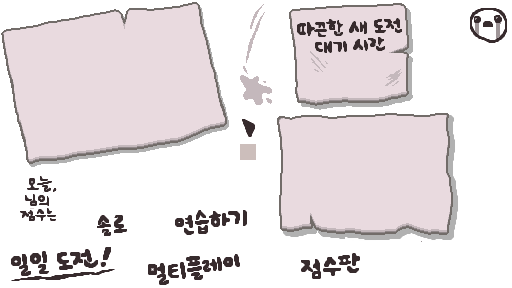 따끈한 새 도전
대기 시간
오늘,
님의
점수는
솔로
연습하기
일일 도전!
멀티플레이
점수판